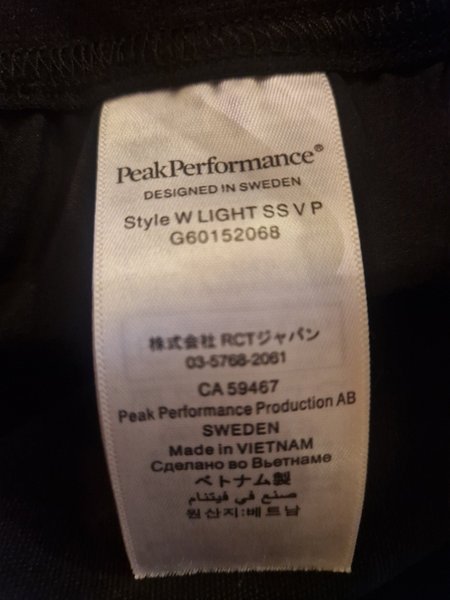 PeakPerformance®
DESIGNED IN SWEDEN
Style W LIGHT SS V P
G60152068
株式会社 RCTジャパン
03-5768-2061
CA 59467
Peak Performance Production AB
SWEDEN
Made in VIETNAM
Сделано во Вьетнаме
ベトナム製
صنع في فيتنام
원산지:베트남